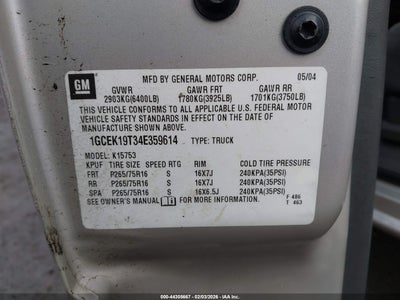 GM
MFD BY GENERAL MOTORS CORP. 05/04
GVWR GAWR FRT GAWR RR
2903KG(6400LB) 1780KG(3925LB) 1701KG(3750LB)
THIS VEHICLE CONFORMS TO ALL APPLICABLE U.S. FEDERAL MOTOR
VEHICLE SAFETY STANDARDS IN EFFECT ON THE DATE OF
MANUFACTURE SHOWN ABOVE.
1GCEK19T34E359614 TYPE: TRUCK
MODEL: K15753
KPUF TIRE SIZE SPEED RTG RIM COLD TIRE PRESSURE
FRT P265/75R16 S 16X7J 240KPA(35PSI)
RR P265/75R16 S 16X7J 240KPA(35PSI)
SPA P265/75R16 S 16X6.5J 240KPA(35PSI)
SEE OWNER'S MANUAL FOR MORE INFORMATION F 486
T 463
000-44305667 - 02/03/2026 - IAAI